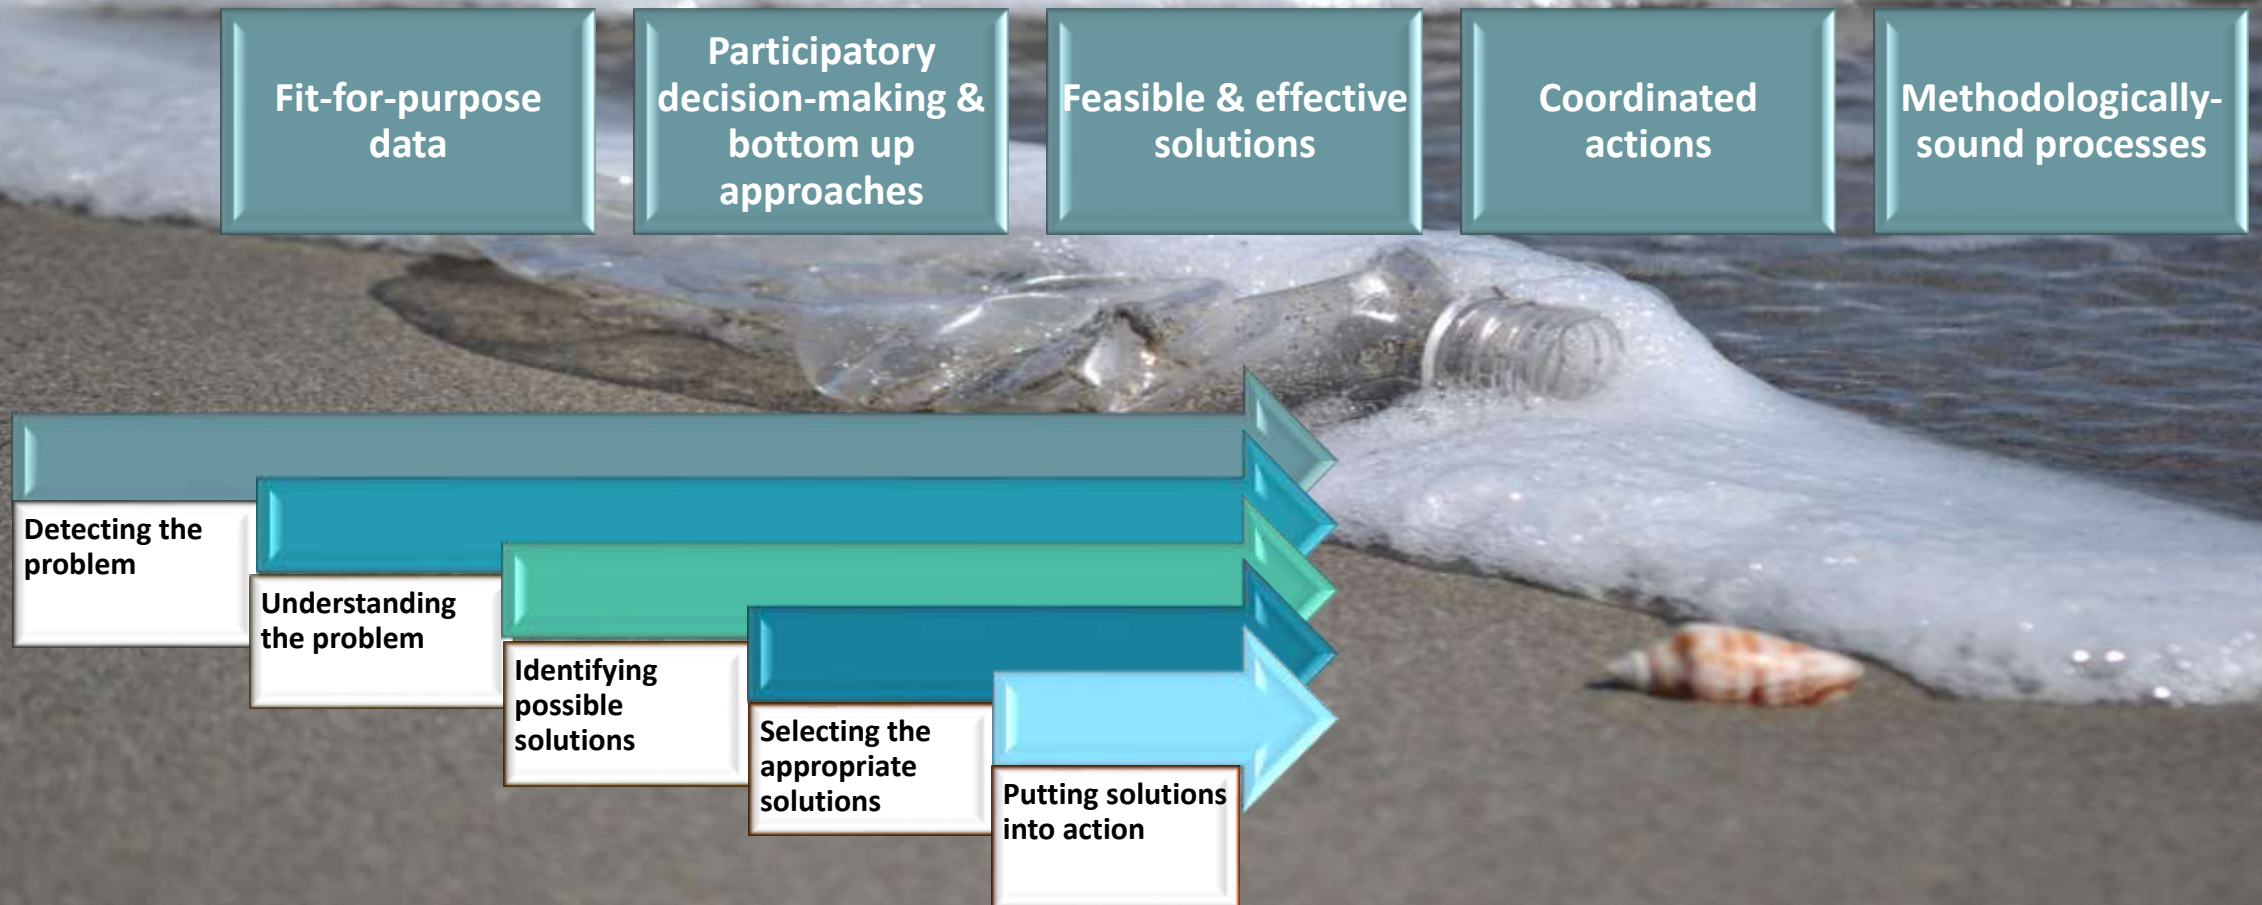 Fit-for-purpose
data
Participatory
decision-making &
bottom up
approaches
Feasible & effective
solutions
Coordinated
actions
Methodologically-
sound processes
Detecting the
problem
Understanding
the problem
Identifying
possible
solutions
Selecting the
appropriate
solutions
Putting solutions
into action